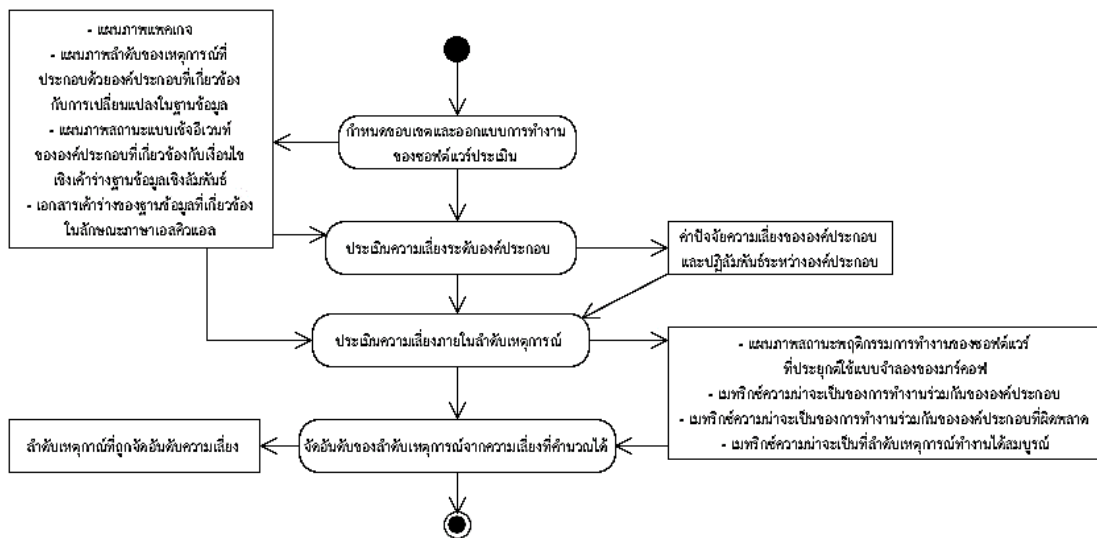 - แผนภาพแพคเกจ
- แผนภาพลำดับของเหตุการณ์ที่
ประกอบด้วยองค์ประกอบที่เกี่ยวข้อง
กับการเปลี่ยนแปลงในฐานข้อมูล
- แผนภาพสถานะแบบเช้จอีเวนท์
ขององค์ประกอบที่เกี่ยวข้องกับเงื่อนไข
เชิงเค้าร่างฐานข้อมูลเชิงสัมพันธ์
- เอกสารเค้าร่างของฐานข้อมูลที่เกี่ยวข้อง
ในลักษณะภาษาเอสคิวแอล
กำหนดขอบเขตและออกแบบการทำงาน
ของซอฟต์แวร์ประเมิน
ประเมินความเสี่ยงระดับองค์ประกอบ
ค่าปัจจัยความเสี่ยงขององค์ประกอบ
และปฏิสัมพันธ์ระหว่างองค์ประกอบ
ประเมินความเสี่ยงภายในลำดับเหตุการณ์
- แผนภาพสถานะพฤติกรรมการทำงานของซอฟต์แวร์
ที่ประยุกต์ใช้แบบจำลองของมาร์คอฟ
- เมทริกซ์ความน่าจะเป็นของการทำงานร่วมกันขององค์ประกอบ
- เมทริกซ์ความน่าจะเป็นของการทำงานร่วมกันขององค์ประกอบที่ผิดพลาด
- เมทริกซ์ความน่าจะเป็นที่ลำดับเหตุการณ์ทำงานได้สมบูรณ์
ลำดับเหตุกาณ์ที่ถูกจัดอันดับความเสี่ยง
จัดอันดับของลำดับเหตุการณ์จากความเสี่ยงที่คำนวณได้